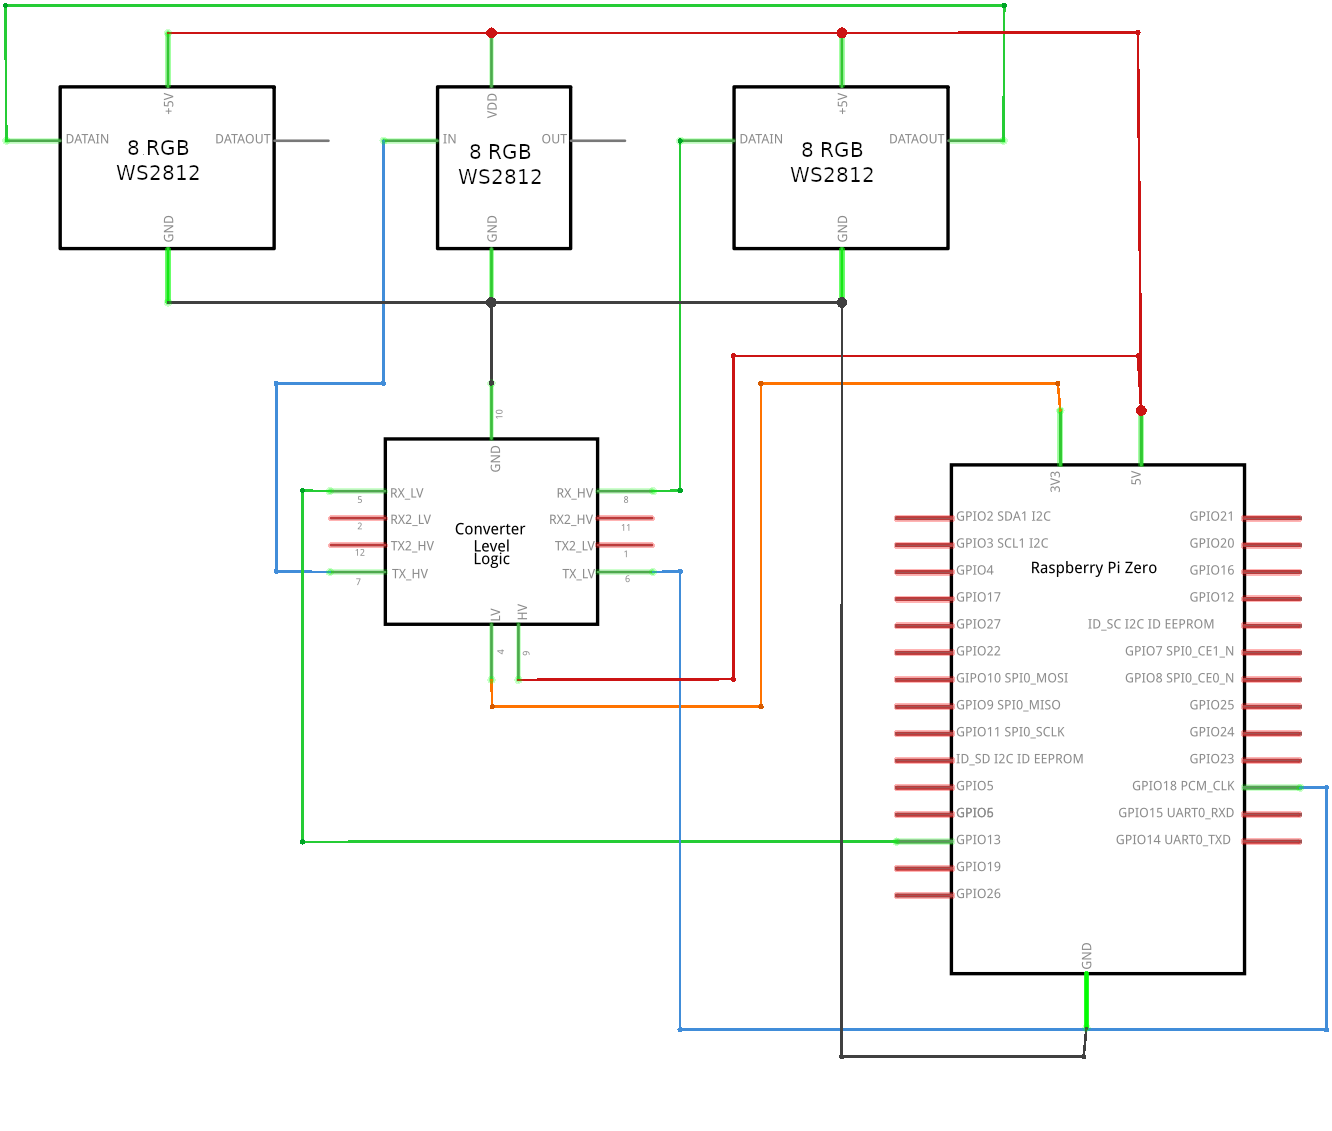 +5V
DATAIN
DATAOUT
8 RGB
WS2812
GND
VDD
IN
OUT
8 RGB
WS2812
GND
+5V
DATAIN
DATAOUT
8 RGB
WS2812
GND
10
GND
RX_LV
5
RX2_LV
2
TX2_HV
12
TX_HV
7
Converter
Level
Logic
RX_HV
8
RX2_HV
11
TX2_LV
1
TX_LV
6
LV
HV
4
9
3V3
5V
Raspberry Pi Zero
GPIO2 SDA1 I2C
GPIO3 SCL1 I2C
GPIO4
GPIO17
GPIO27
GPIO22
GIPO10 SPI0_MOSI
GPIO9 SPI0_MISO
GPIO11 SPI0_SCLK
ID_SD I2C ID EEPROM
GPIO5
GPIO6
GPIO13
GPIO19
GPIO26
GPIO21
GPIO20
GPIO16
GPIO12
ID_SC I2C ID EEPROM
GPIO7 SPI0_CE1_N
GPIO8 SPI0_CE0_N
GPIO25
GPIO24
GPIO23
GPIO18 PCM_CLK
GPIO15 UART0_RXD
GPIO14 UART0_TXD
GND